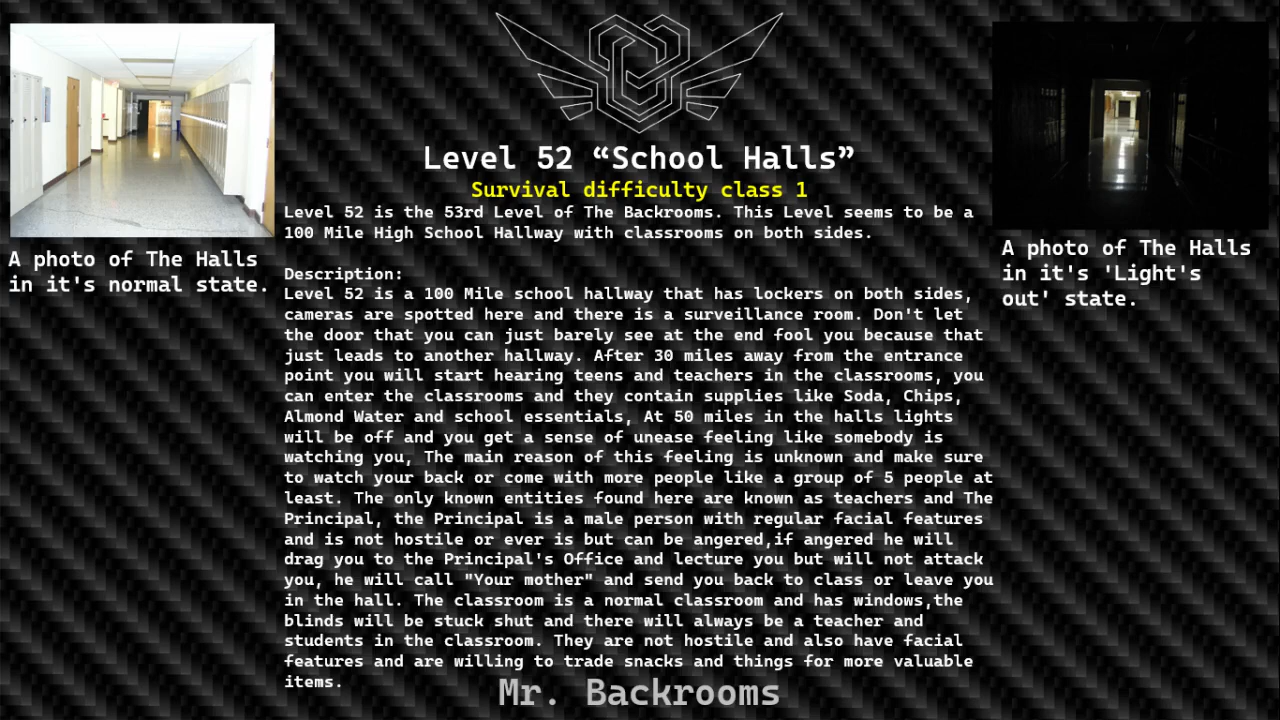 Level 52 “School Halls”
Survival difficulty class 1
Level 52 is the 53rd Level of The Backrooms. This Level seems to be a
100 Mile High School Hallway with classrooms on both sides.
Description:
Level 52 is a 100 Mile school hallway that has lockers on both sides,
cameras are spotted here and there is a surveillance room. Don't let
the door that you can just barely see at the end fool you because that
just leads to another hallway. After 30 miles away from the entrance
point you will start hearing teens and teachers in the classrooms, you
can enter the classrooms and they contain supplies like Soda, Chips,
Almond Water and school essentials, At 50 miles in the halls lights
will be off and you get a sense of unease feeling like somebody is
watching you, The main reason of this feeling is unknown and make sure
to watch your back or come with more people like a group of 5 people at
least. The only known entities found here are known as teachers and The
Principal, the Principal is a male person with regular facial features
and is not hostile or ever is but can be angered,if angered he will
drag you to the Principal's Office and lecture you but will not attack
you, he will call "Your mother" and send you back to class or leave you
in the hall. The classroom is a normal classroom and has windows,the
blinds will be stuck shut and there will always be a teacher and
students in the classroom. They are not hostile and also have facial
features and are willing to trade snacks and things for more valuable
items.
A photo of The Halls
in it's normal state.
A photo of The Halls
in it's 'Light's
out' state.
Mr. Backrooms